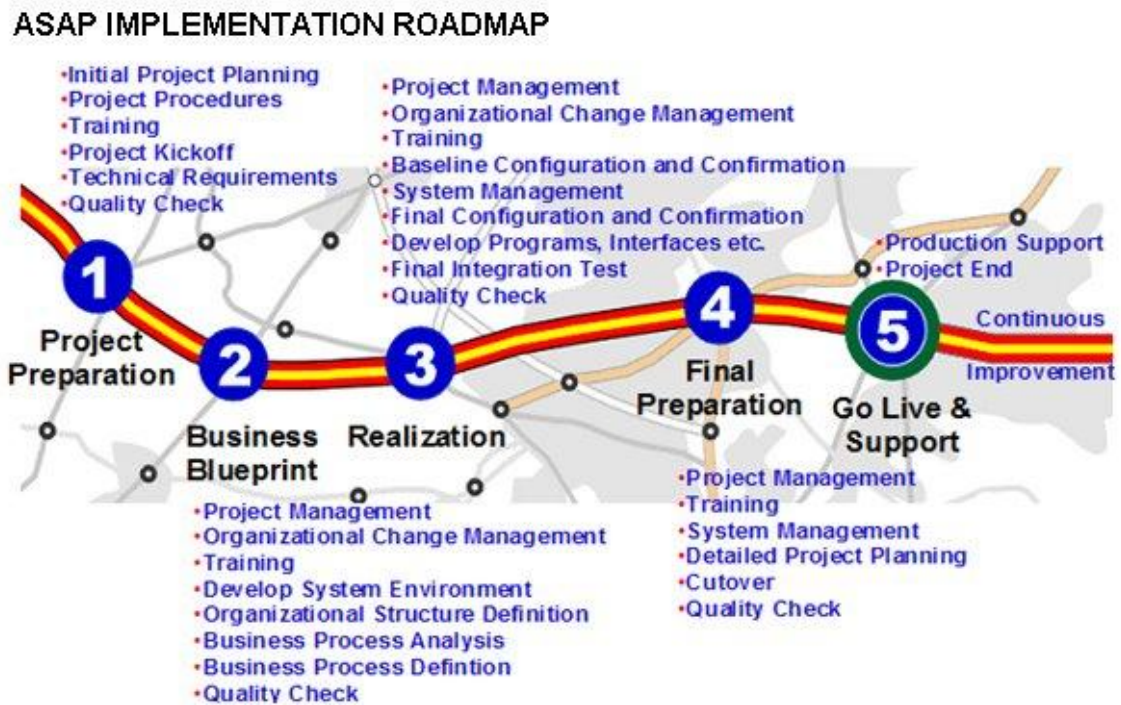 ASAP IMPLEMENTATION ROADMAP
•Initial Project Planning
•Project Procedures
•Training
•Project Kickoff
•Technical Requirements
•Quality Check
•Project Management
•Organizational Change Management
•Training
•Baseline Configuration and Confirmation
•System Management
•Final Configuration and Confirmation
•Develop Programs, Interfaces etc.
•Final Integration Test
•Quality Check
•Production Support
•Project End
1
Project
Preparation
2
Business
Blueprint
3
Realization
4
Final
Preparation
5
Go Live &
Support
Continuous
Improvement
•Project Management
•Organizational Change Management
•Training
•Develop System Environment
•Organizational Structure Definition
•Business Process Analysis
•Business Process Defintion
•Quality Check
•Project Management
•Training
•System Management
•Detailed Project Planning
•Cutover
•Quality Check